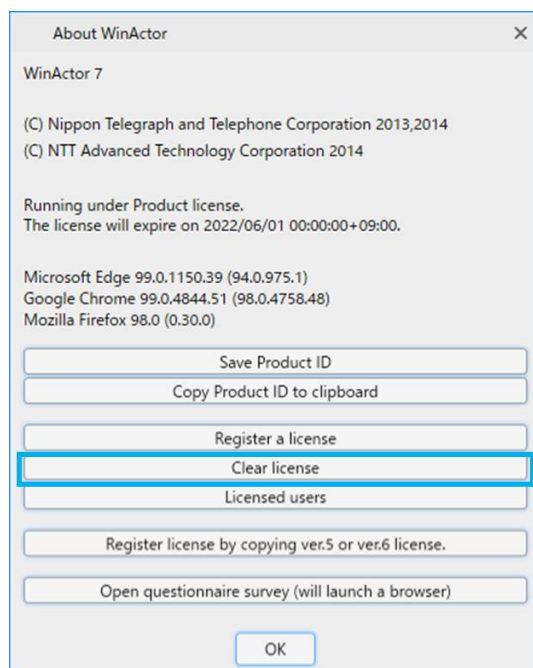 About WinActor
WinActor 7
(C) Nippon Telegraph and Telephone Corporation 2013,2014
(C) NTT Advanced Technology Corporation 2014
Running under Product license.
The license will expire on 2022/06/01 00:00:00+09:00.
Microsoft Edge 99.0.1150.39 (94.0.975.1)
Google Chrome 99.0.4844.51 (98.0.4758.48)
Mozilla Firefox 98.0 (0.30.0)
Save Product ID
Copy Product ID to clipboard
Register a license
Clear license
Licensed users
Register license by copying ver.5 or ver.6 license.
Open questionnaire survey (will launch a browser)
OK